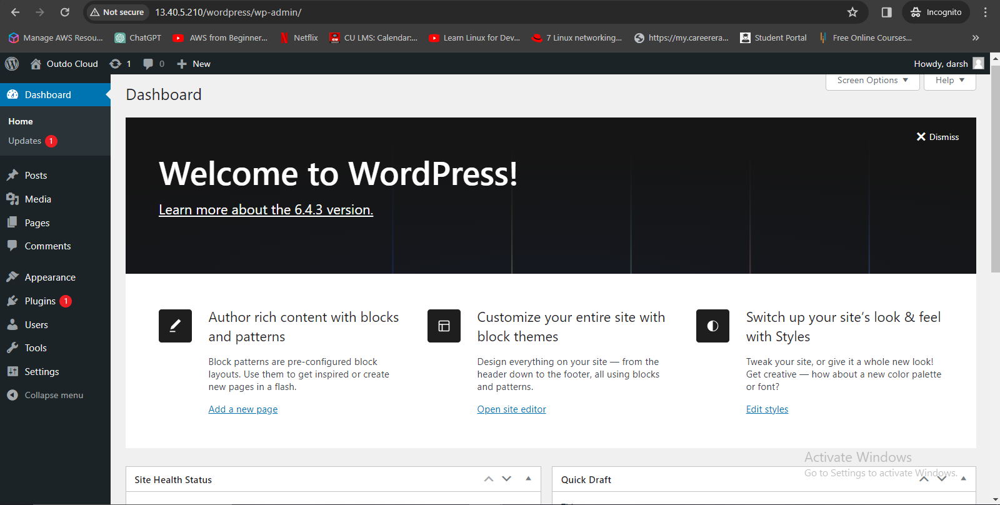 Not secure 13.40.5.210/wordpress/wp-admin/ Incognito
Manage AWS Resou... ChatGPT AWS from Beginner... Netflix CU LMS: Calendar:... Learn Linux for Dev... 7 Linux networking... https://my.careerera... Student Portal Free Online Courses... »
Outdo Cloud 1 0 New Howdy, darsh
Screen Options Help
Dashboard
Home
Updates 1
Posts
Media
Pages
Comments
Appearance
Plugins 1
Users
Tools
Settings
Collapse menu
Dashboard
Dismiss
Welcome to WordPress!
Learn more about the 6.4.3 version.
Author rich content with blocks
and patterns
Block patterns are pre-configured block
layouts. Use them to get inspired or create
new pages in a flash.
Add a new page
Customize your entire site with
block themes
Design everything on your site — from the
header down to the footer, all using blocks
and patterns.
Open site editor
Switch up your site’s look & feel
with Styles
Tweak your site, or give it a whole new look!
Get creative — how about a new color palette
or font?
Edit styles
Activate Windows
Go to Settings to activate Windows.
Site Health Status
Quick Draft